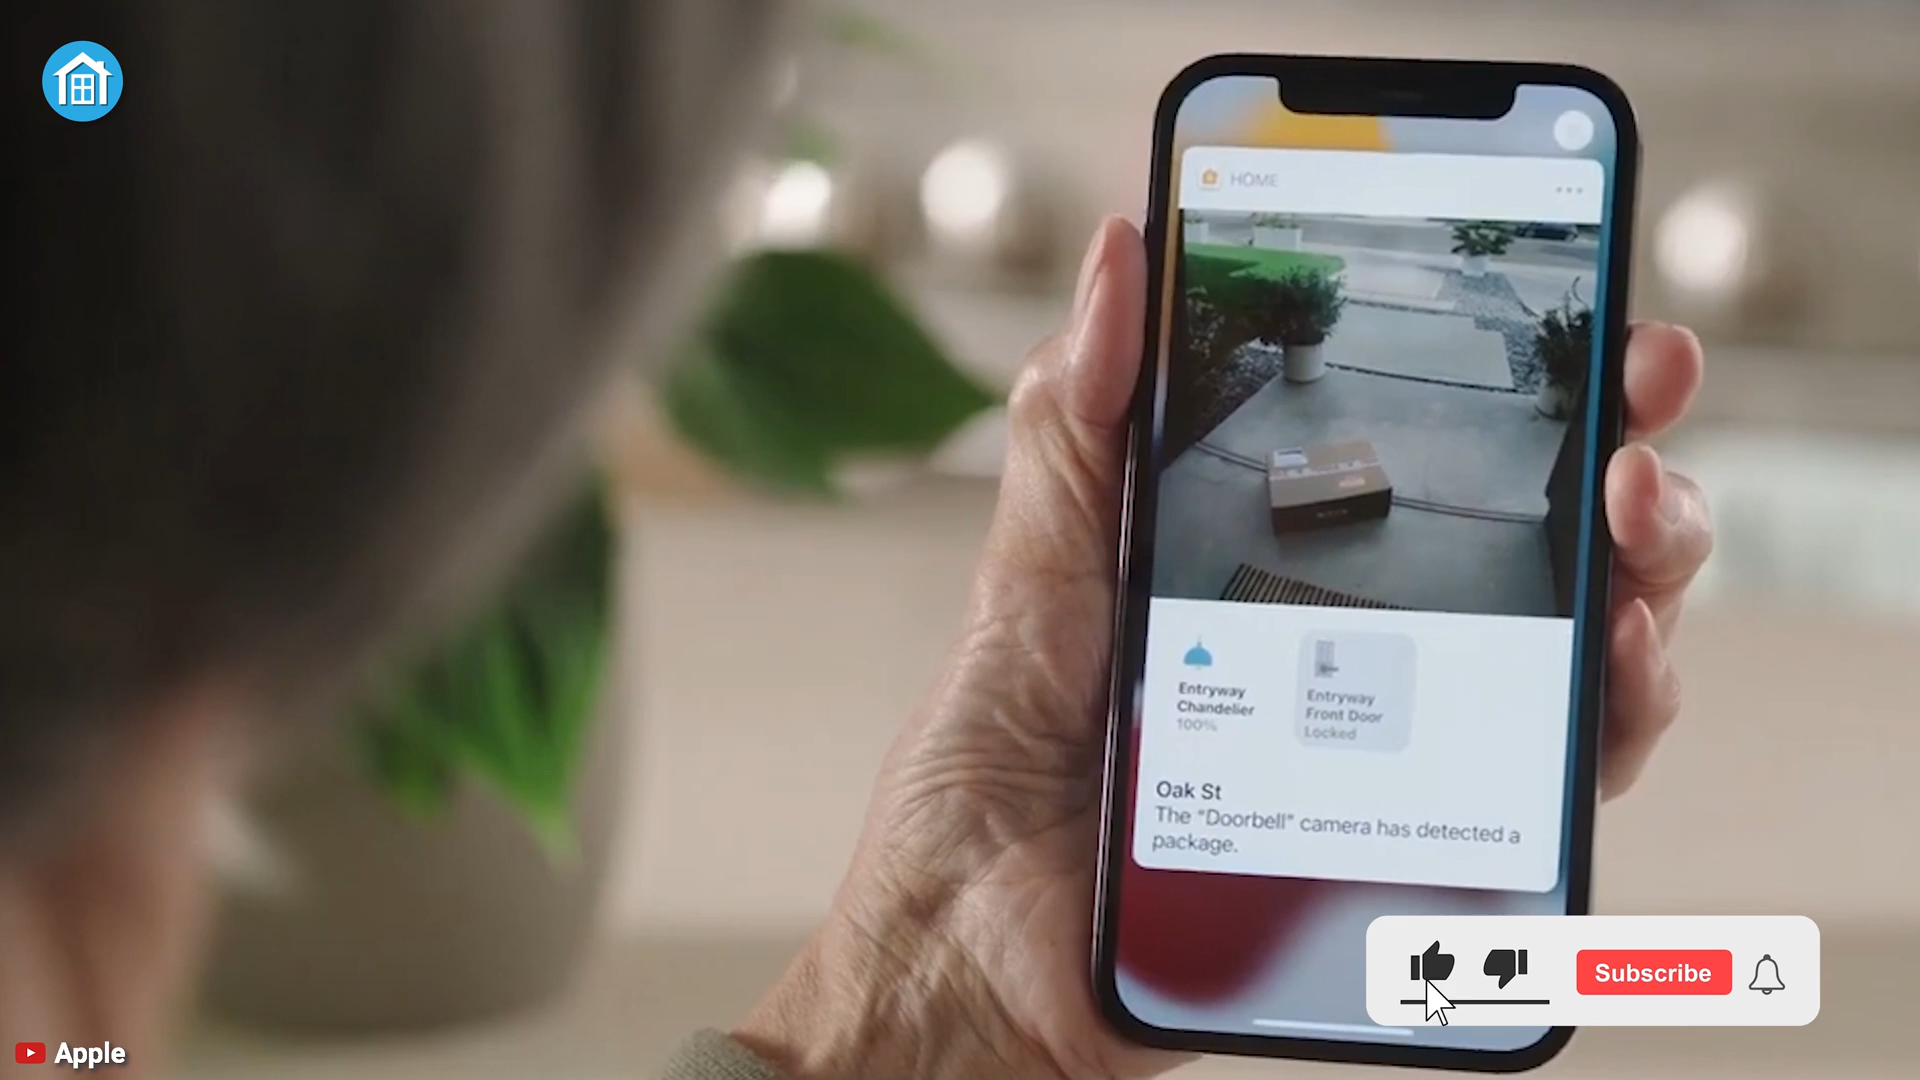 HOME
Entryway
Chandelier
100%
Entryway
Front Door
Locked
Oak St
The "Doorbell" camera has detected a
package.
Subscribe
Apple